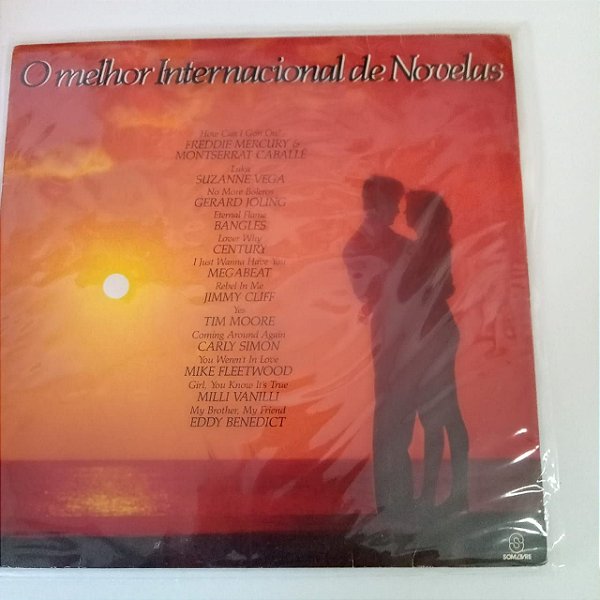 O melhor Internacional de Novelas
How Can I Goin On?
FREDDIE MERCURY &
MONTSERRAT CABALLÉ
Luka
SUZANNE VEGA
No More Boleros
GERARD JOLING
Eternal Flame
BANGLES
Lover Why
CENTURY
I Just Wanna Have You
MEGABEAT
Rebel In Me
JIMMY CLIFF
Yes
TIM MOORE
Coming Around Again
CARLY SIMON
You Weren't In Love
MIKE FLEETWOOD
Girl, You Know It's True
MILLI VANILLI
My Brother, My Friend
EDDY BENEDICT
SOM LIVRE